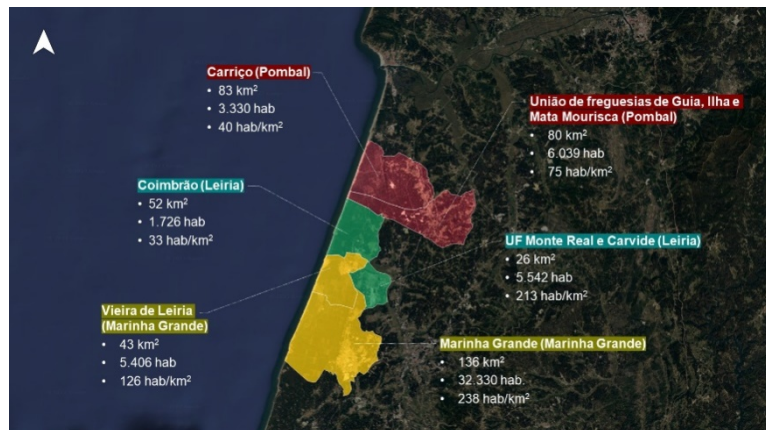 Carriço (Pombal)
• 83 km²
• 3.330 hab
• 40 hab/km²
União de freguesias de Guia, Ilha e
Mata Mourisca (Pombal)
• 80 km²
• 6.039 hab
• 75 hab/km²
Coimbrão (Leiria)
• 52 km²
• 1.726 hab
• 33 hab/km²
UF Monte Real e Carvide (Leiria)
• 26 km²
• 5.542 hab
• 213 hab/km²
Vieira de Leiria
(Marinha Grande)
• 43 km²
• 5.406 hab
• 126 hab/km²
Marinha Grande (Marinha Grande)
• 136 km²
• 32.330 hab
• 238 hab/km²